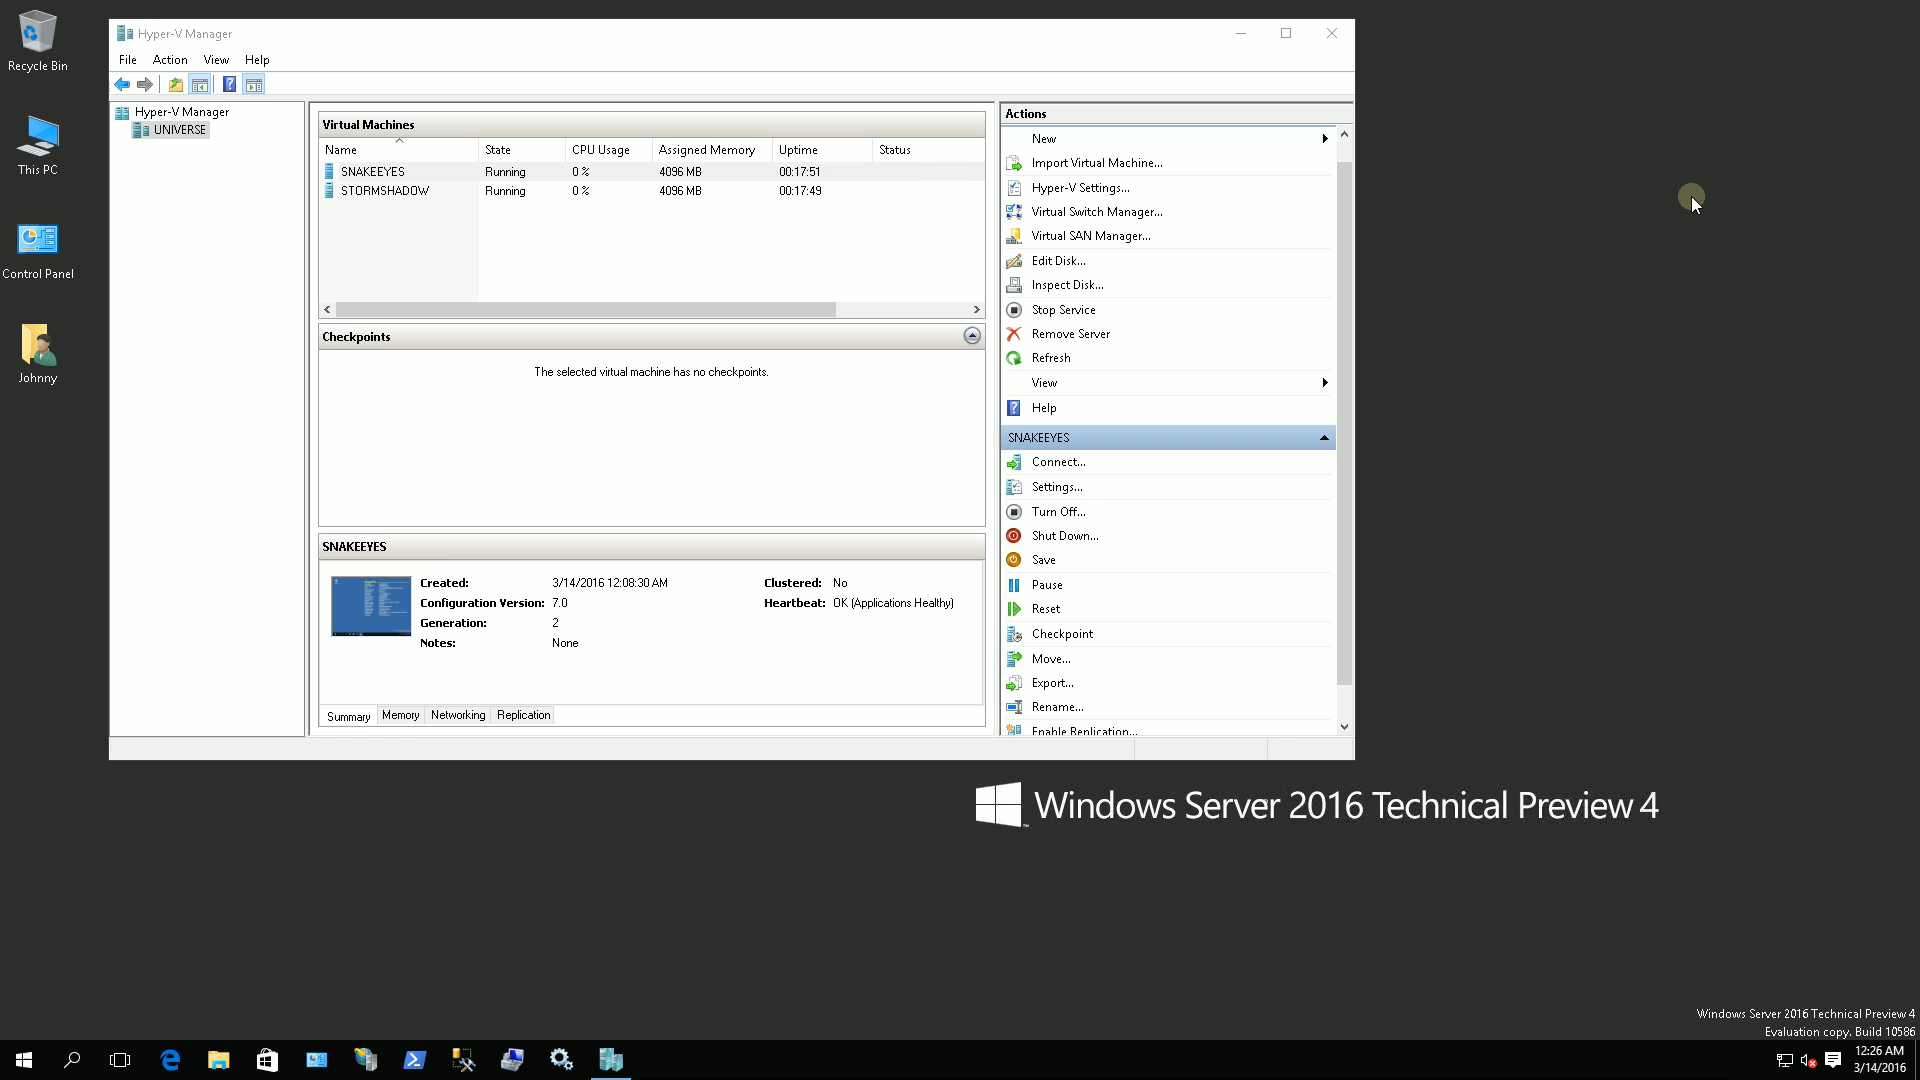 Recycle Bin
This PC
Control Panel
Johnny
Hyper-V Manager
File Action View Help
Hyper-V Manager
UNIVERSE
Virtual Machines
Name State CPU Usage Assigned Memory Uptime Status
SNAKEEYES Running 0 % 4096 MB 00:17:51
STORMSHADOW Running 0 % 4096 MB 00:17:49
Checkpoints
The selected virtual machine has no checkpoints.
SNAKEEYES
Created: 3/14/2016 12:08:30 AM Clustered: No
Configuration Version: 7.0 Heartbeat: OK (Applications Healthy)
Generation: 2
Notes: None
Summary Memory Networking Replication
Actions
New
Import Virtual Machine...
Hyper-V Settings...
Virtual Switch Manager...
Virtual SAN Manager...
Edit Disk...
Inspect Disk...
Stop Service
Remove Server
Refresh
View
Help
SNAKEEYES
Connect...
Settings...
Turn Off...
Shut Down...
Save
Pause
Reset
Checkpoint
Move...
Export...
Rename...
Enable Replication...
Windows Server 2016 Technical Preview 4
Windows Server 2016 Technical Preview 4
Evaluation copy. Build 10586
12:26 AM
3/14/2016